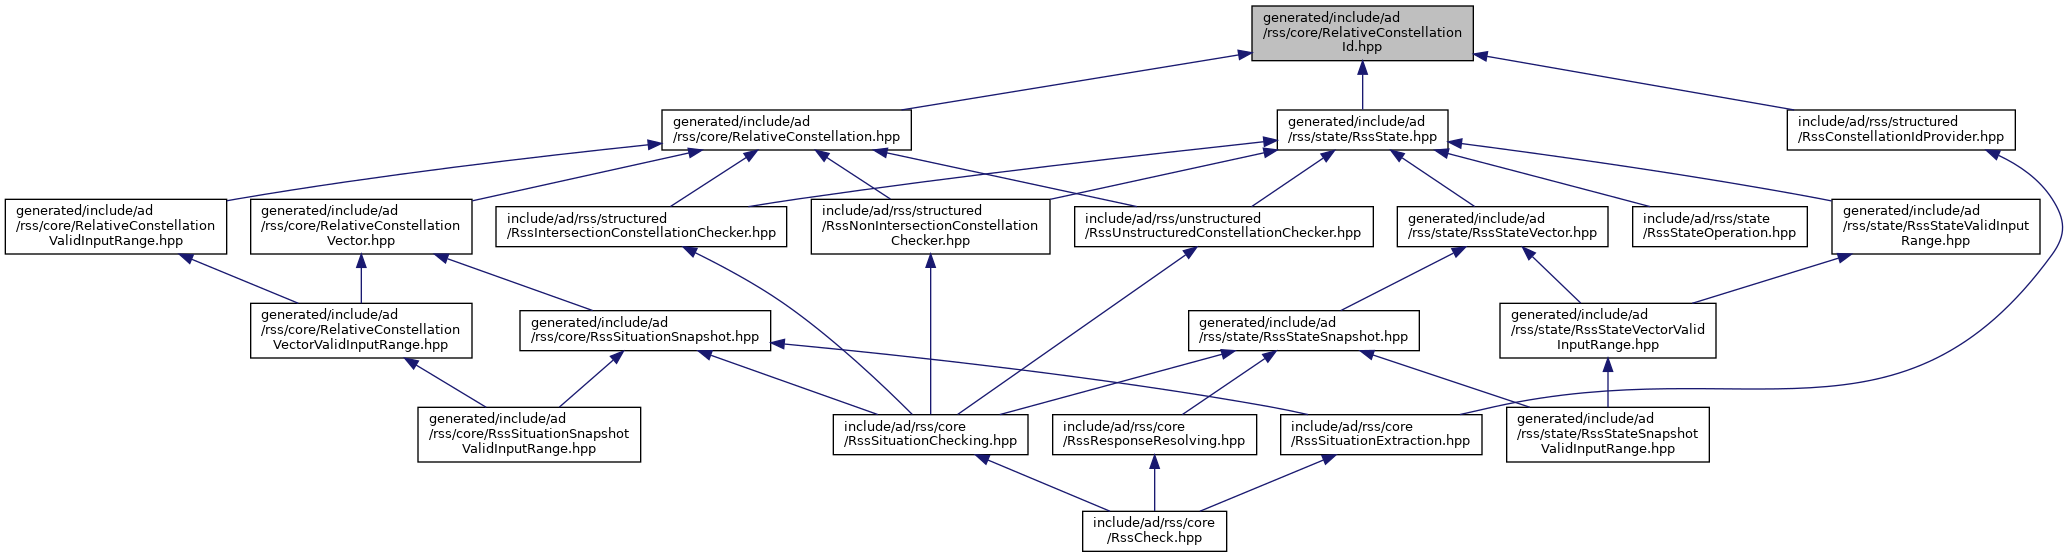 generated/include/ad
/rss/core/RelativeConstellation
Id.hpp
generated/include/ad
/rss/core/RelativeConstellation.hpp
generated/include/ad
/rss/state/RssState.hpp
include/ad/rss/structured
/RssConstellationIdProvider.hpp
generated/include/ad
/rss/core/RelativeConstellation
ValidInputRange.hpp
generated/include/ad
/rss/core/RelativeConstellation
Vector.hpp
include/ad/rss/structured
/RssIntersectionConstellationChecker.hpp
include/ad/rss/structured
/RssNonIntersectionConstellation
Checker.hpp
include/ad/rss/unstructured
/RssUnstructuredConstellationChecker.hpp
generated/include/ad
/rss/state/RssStateVector.hpp
include/ad/rss/state
/RssStateOperation.hpp
generated/include/ad
/rss/state/RssStateValidInput
Range.hpp
generated/include/ad
/rss/core/RelativeConstellation
VectorValidInputRange.hpp
generated/include/ad
/rss/core/RssSituationSnapshot.hpp
generated/include/ad
/rss/state/RssStateSnapshot.hpp
generated/include/ad
/rss/state/RssStateVectorValid
InputRange.hpp
generated/include/ad
/rss/core/RssSituationSnapshot
ValidInputRange.hpp
include/ad/rss/core
/RssSituationChecking.hpp
include/ad/rss/core
/RssResponseResolving.hpp
include/ad/rss/core
/RssSituationExtraction.hpp
generated/include/ad
/rss/state/RssStateSnapshot
ValidInputRange.hpp
include/ad/rss/core
/RssCheck.hpp